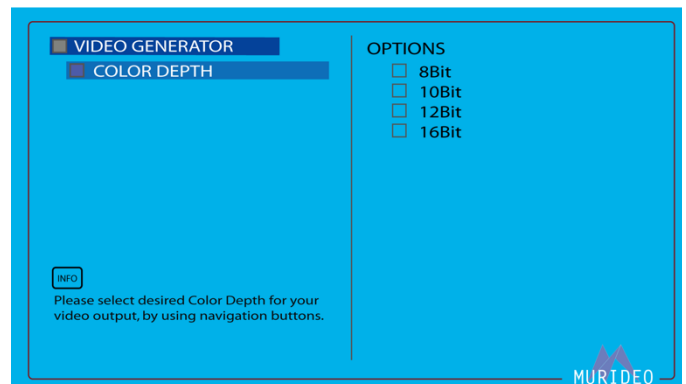 VIDEO GENERATOR
COLOR DEPTH
OPTIONS
8Bit
10Bit
12Bit
16Bit
INFO
Please select desired Color Depth for your
video output, by using navigation buttons.
MURIDEO